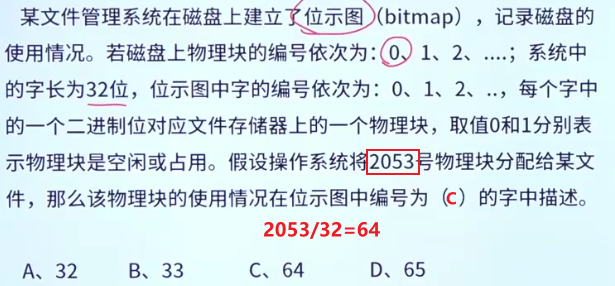 某文件管理系统在磁盘上建立了位示图（bitmap），记录磁盘的
使用情况。若磁盘上物理块的编号依次为：0、1、2、....；系统中
的字长为32位，位示图中字的编号依次为：0、1、2、..，每个字中
的一个二进制位对应文件存储器上的一个物理块，取值0和1分别表
示物理块是空闲或占用。假设操作系统将2053号物理块分配给某文
件，那么该物理块的使用情况在位示图中编号为（C）的字中描述。
2053/32=64
A、32 B、33 C、64 D、65